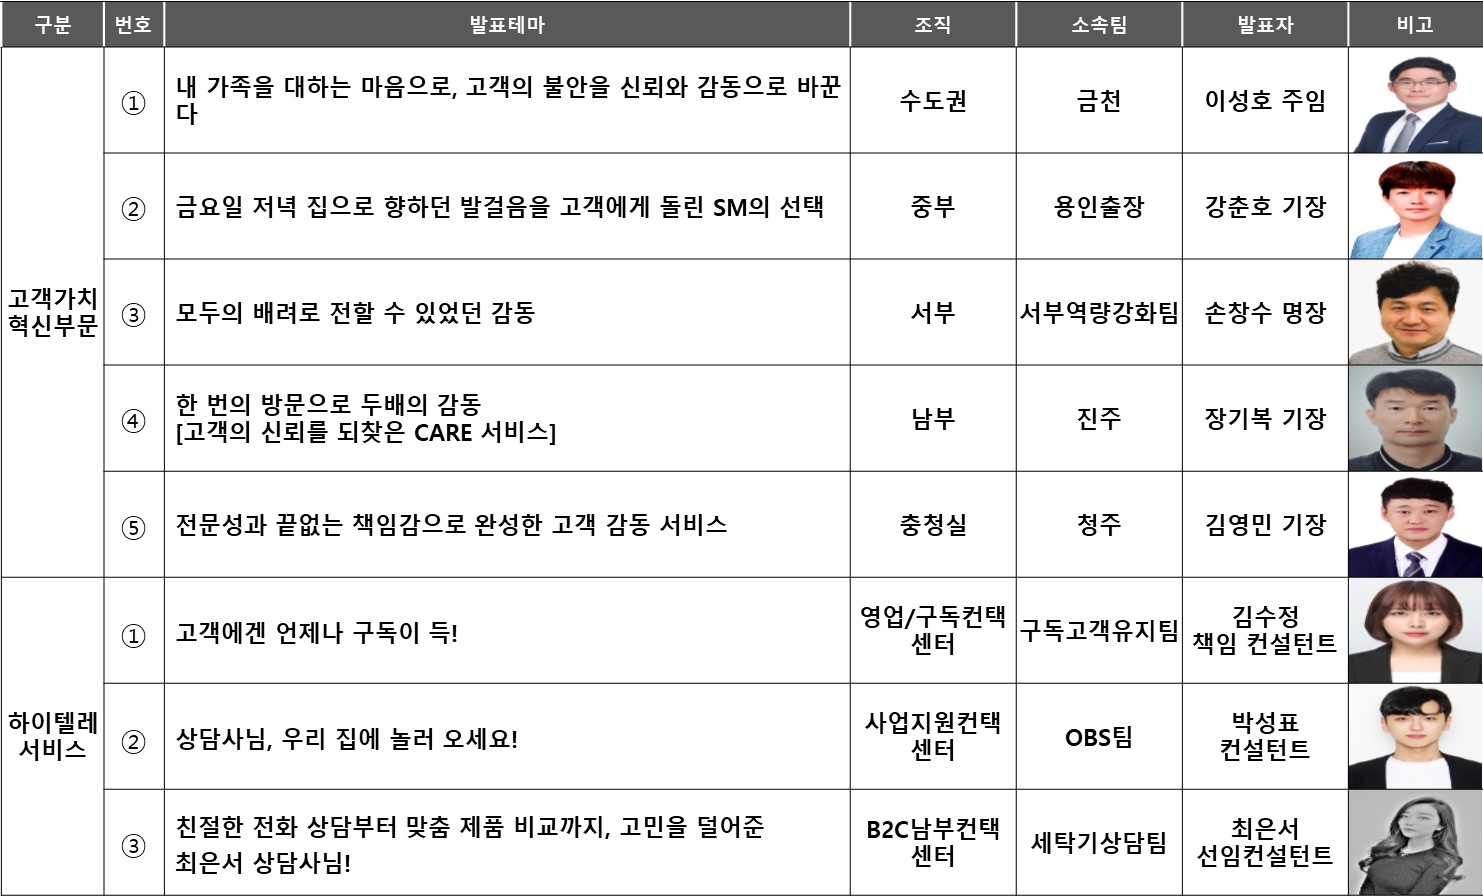 구분 번호 발표테마 조직 소속팀 발표자 비고
고객가치
혁신부문
① 내 가족을 대하는 마음으로, 고객의 불안을 신뢰와 감동으로 바꾼
다 수도권 금천 이성호 주임
② 금요일 저녁 집으로 향하던 발걸음을 고객에게 돌린 SM의 선택 중부 용인출장 강춘호 기장
③ 모두의 배려로 전할 수 있었던 감동 서부 서부역량강화팀 손창수 명장
④ 한 번의 방문으로 두배의 감동
[고객의 신뢰를 되찾은 CARE 서비스] 남부 진주 장기복 기장
⑤ 전문성과 끝없는 책임감으로 완성한 고객 감동 서비스 충청실 청주 김영민 기장
하이텔레
서비스
① 고객에겐 언제나 구독이 득! 영업/구독컨택
센터 구독고객유지팀 김수정
책임 컨설턴트
② 상담사님, 우리 집에 놀러 오세요! 사업지원컨택
센터 OBS팀 박성표
컨설턴트
③ 친절한 전화 상담부터 맞춤 제품 비교까지, 고민을 덜어준
최은서 상담사님! B2C남부컨택
센터 세탁기상담팀 최은서
선임컨설턴트